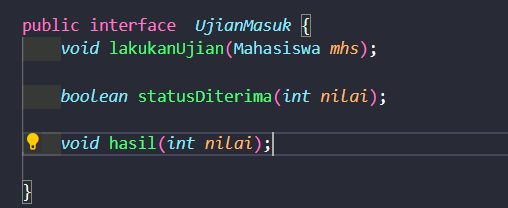 public interface  UjianMasuk {
    void lakukanUjian(Mahasiswa mhs);
    boolean statusDiterima(int nilai);
    void hasil(int nilai);
}